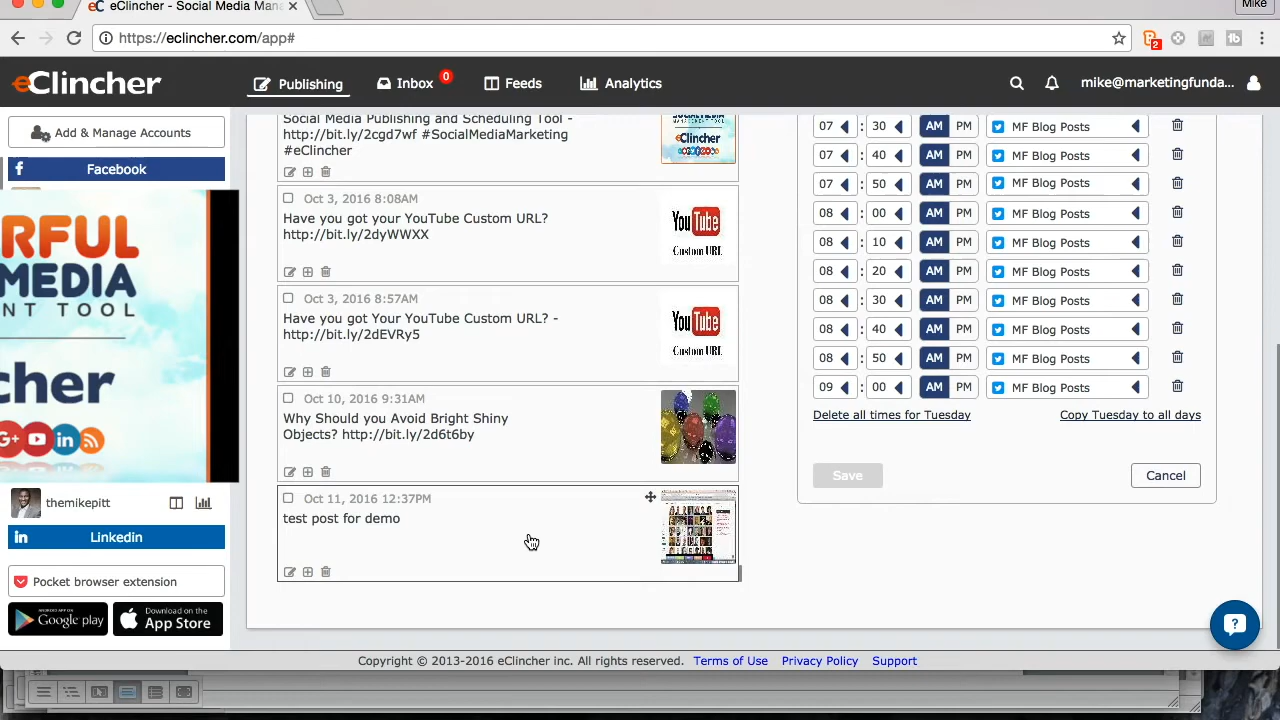 eClincher - Social Media Mana
Mike
https://eclincher.com/app#
2
eClincher
Publishing
Inbox
0
Feeds
Analytics
mike@marketingfunda...
Add & Manage Accounts
Facebook
RFUL
MEDIA
NT TOOL
cher
themikepitt
Linkedin
Pocket browser extension
ANDROID APP ON
Google play
Download on the
App Store
Social Media Publishing and Scheduling Tool -
http://bit.ly/2cgd7wf #SocialMediaMarketing
#eClincher
Oct 3, 2016 8:08AM
Have you got your YouTube Custom URL?
http://bit.ly/2dyWWXX
YouTube
Custom URL
Oct 3, 2016 8:57AM
Have you got Your YouTube Custom URL? -
http://bit.ly/2dEVRy5
YouTube
Custom URL
Oct 10, 2016 9:31AM
Why Should you Avoid Bright Shiny
Objects? http://bit.ly/2d6t6by
Oct 11, 2016 12:37PM
test post for demo
07 : 30 AM PM MF Blog Posts
07 : 40 AM PM MF Blog Posts
07 : 50 AM PM MF Blog Posts
08 : 00 AM PM MF Blog Posts
08 : 10 AM PM MF Blog Posts
08 : 20 AM PM MF Blog Posts
08 : 30 AM PM MF Blog Posts
08 : 40 AM PM MF Blog Posts
08 : 50 AM PM MF Blog Posts
09 : 00 AM PM MF Blog Posts
Delete all times for Tuesday
Copy Tuesday to all days
Save
Cancel
Copyright © 2013-2016 eClincher inc. All rights reserved. Terms of Use Privacy Policy Support